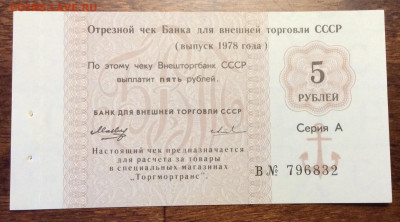 Отрезной чек Банка для внешней торговли СССР
(выпуск 1978 года)
По этому чеку Внешторгбанк СССР
выплатит пять рублей.
5
РУБЛЕЙ
БАНК ДЛЯ ВНЕШНЕЙ ТОРГОВЛИ СССР
Серия А
Настоящий чек предназначается
для расчета за товары
в специальных магазинах
"Торгмортранс".
В № 796832